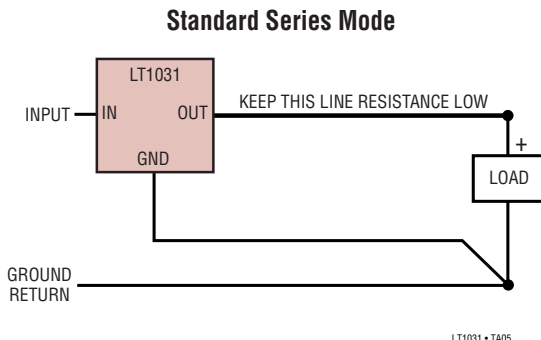 Standard Series Mode
LT1031
INPUT
IN
OUT
KEEP THIS LINE RESISTANCE LOW
GND
+
LOAD
GROUND
RETURN
LT1031 • TA05